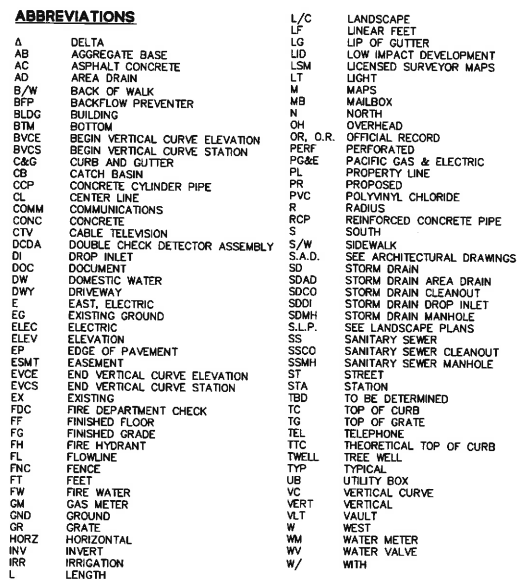 ABBREVIATIONS
Δ DELTA
AB AGGREGATE BASE
AC ASPHALT CONCRETE
AD AREA DRAIN
B/W BACK OF WALK
BFP BACKFLOW PREVENTER
BLDG BUILDING
BTM BOTTOM
BVCE BEGIN VERTICAL CURVE ELEVATION
BVCS BEGIN VERTICAL CURVE STATION
C&G CURB AND GUTTER
CB CATCH BASIN
CCP CONCRETE CYLINDER PIPE
CL CENTER LINE
COMM COMMUNICATIONS
CONC CONCRETE
CTV CABLE TELEVISION
DCDA DOUBLE CHECK DETECTOR ASSEMBLY
DI DROP INLET
DOC DOCUMENT
DW DOMESTIC WATER
DWY DRIVEWAY
E EAST, ELECTRIC
EG EXISTING GROUND
ELEC ELECTRIC
ELEV ELEVATION
EP EDGE OF PAVEMENT
ESMT EASEMENT
EVCE END VERTICAL CURVE ELEVATION
EVCS END VERTICAL CURVE STATION
EX EXISTING
FDC FIRE DEPARTMENT CHECK
FF FINISHED FLOOR
FG FINISHED GRADE
FH FIRE HYDRANT
FL FLOWLINE
FNC FENCE
FT FEET
FW FIRE WATER
GM GAS METER
GND GROUND
GR GRATE
HORZ HORIZONTAL
INV INVERT
IRR IRRIGATION
L LENGTH
L/C LANDSCAPE
LF LINEAR FEET
LG LIP OF GUTTER
LID LOW IMPACT DEVELOPMENT
LSM LICENSED SURVEYOR MAPS
LT LIGHT
M MAPS
MB MAILBOX
N NORTH
OH OVERHEAD
OR, O.R. OFFICIAL RECORD
PERF PERFORATED
PG&E PACIFIC GAS & ELECTRIC
PL PROPERTY LINE
PR PROPOSED
PVC POLYVINYL CHLORIDE
R RADIUS
RCP REINFORCED CONCRETE PIPE
S SOUTH
S/W SIDEWALK
S.A.D. SEE ARCHITECTURAL DRAWINGS
SD STORM DRAIN
SDAD STORM DRAIN AREA DRAIN
SDCO STORM DRAIN CLEANOUT
SDDI STORM DRAIN DROP INLET
SDMH STORM DRAIN MANHOLE
S.L.P. SEE LANDSCAPE PLANS
SS SANITARY SEWER
SSCO SANITARY SEWER CLEANOUT
SSMH SANITARY SEWER MANHOLE
ST STREET
STA STATION
TBD TO BE DETERMINED
TC TOP OF CURB
TG TOP OF GRATE
TEL TELEPHONE
TTC THEORETICAL TOP OF CURB
TWELL TREE WELL
TYP TYPICAL
UB UTILITY BOX
VC VERTICAL CURVE
VERT VERTICAL
VLT VAULT
W WEST
WM WATER METER
WV WATER VALVE
W/ WITH